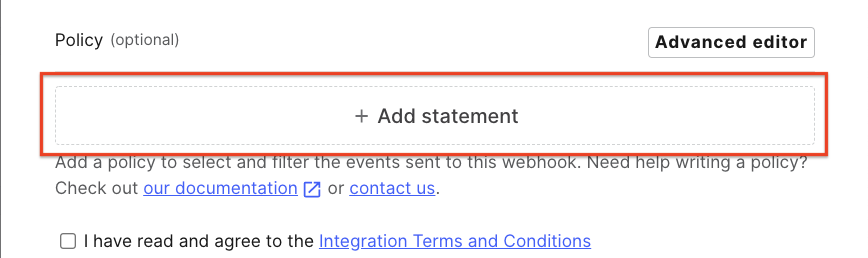 Policy (optional) Advanced editor
+ Add statement
Add a policy to select and filter the events sent to this webhook. Need help writing a policy?
Check out our documentation or contact us.
I have read and agree to the Integration Terms and Conditions